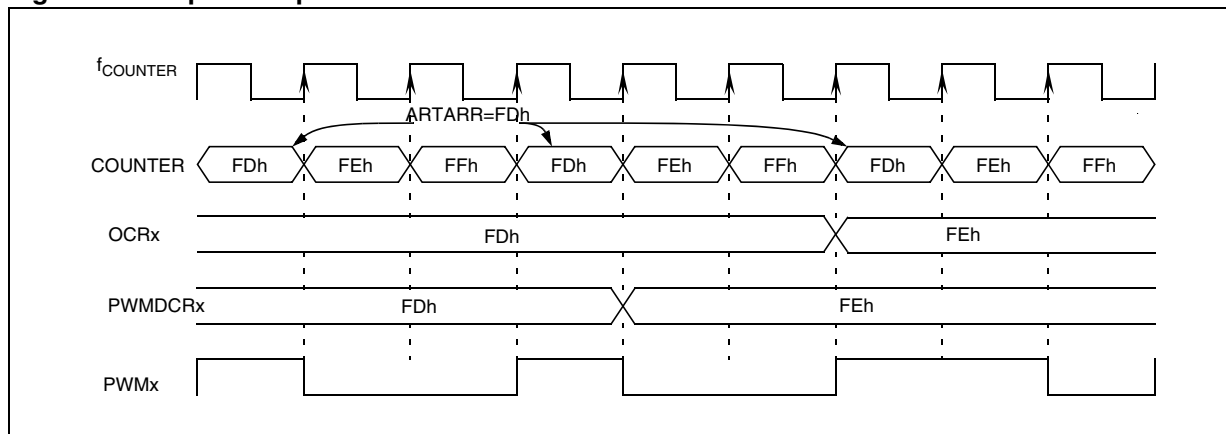 fCOUNTER
ARTARR=FDh
COUNTER FDh FEh FFh FDh FEh FFh FDh FEh FFh
OCRx FDh FEh
PWMDCRx FDh FEh
PWMx